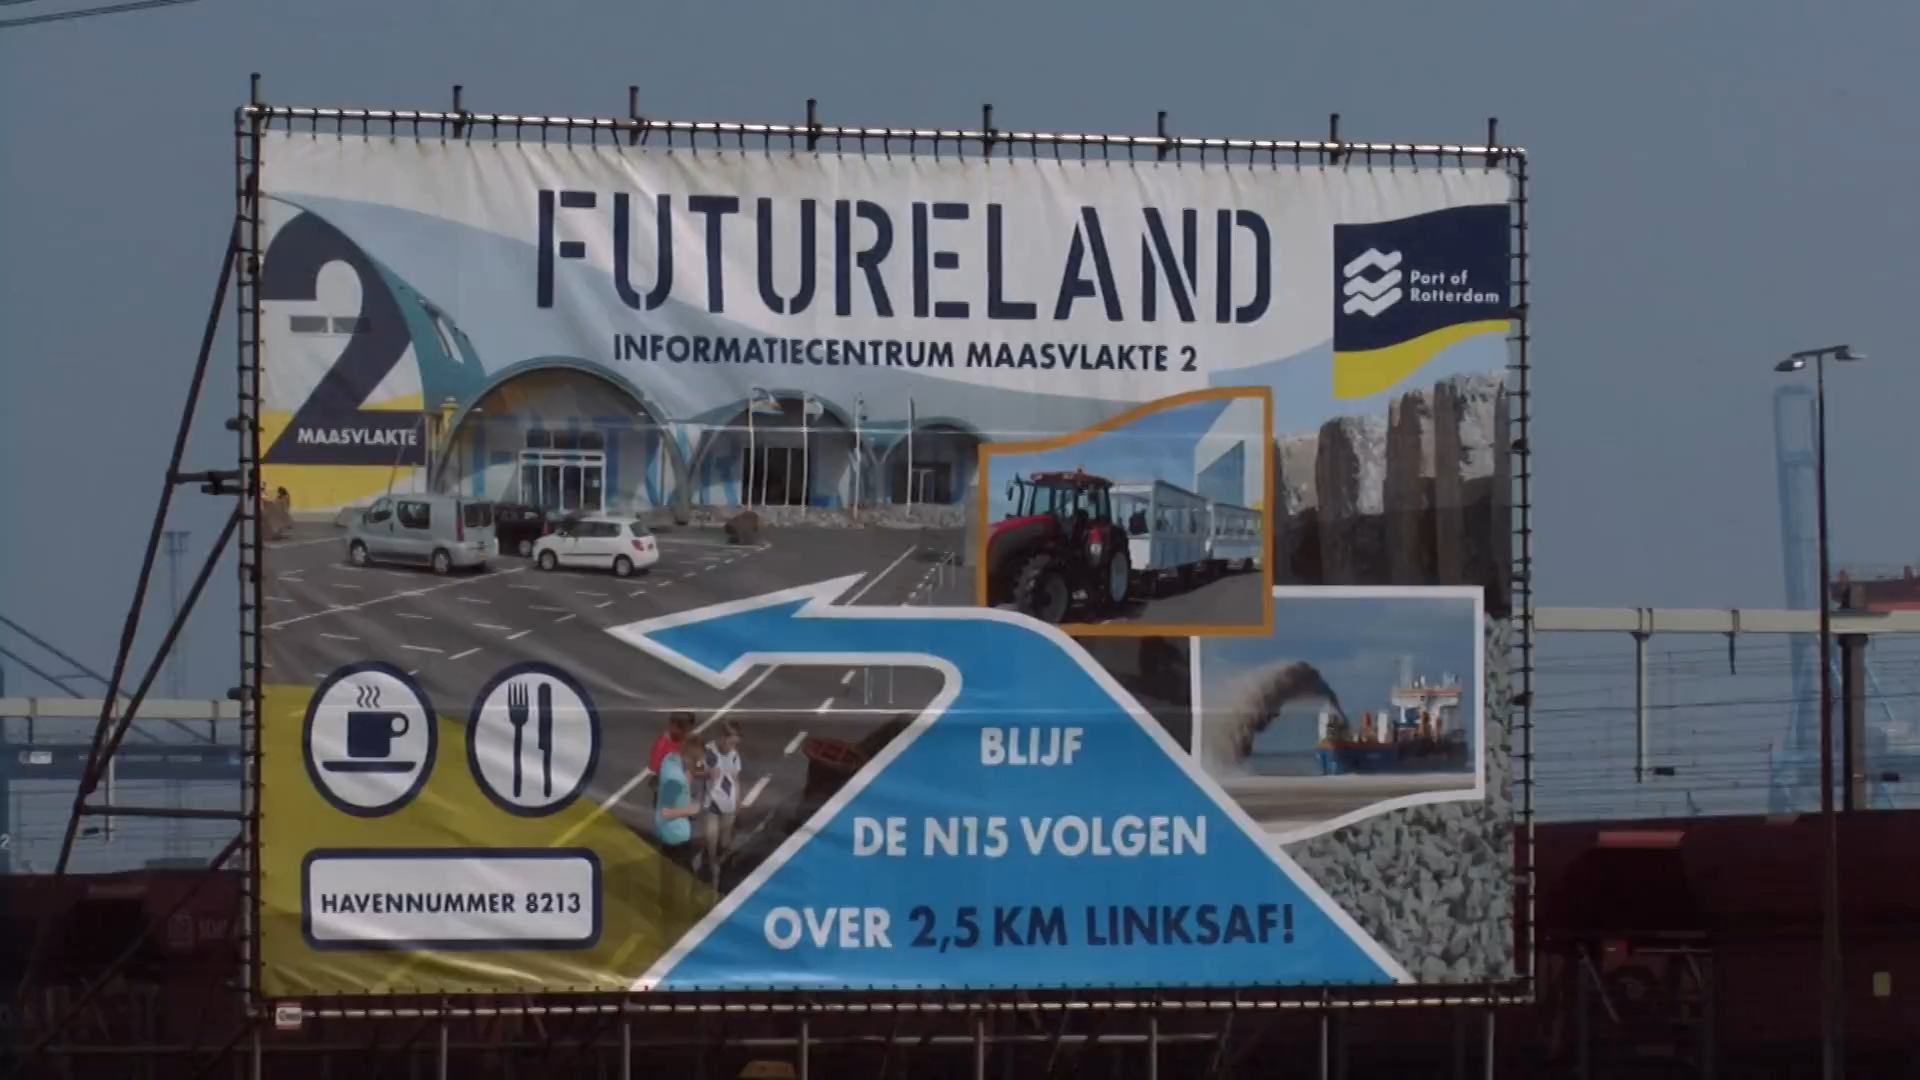 FUTURELAND
INFORMATIECENTRUM MAASVLAKTE 2
Port of
Rotterdam
2
MAASVLAKTE
BLIJF
DE N15 VOLGEN
OVER 2,5 KM LINKSAF!
HAVENNUMMER 8213